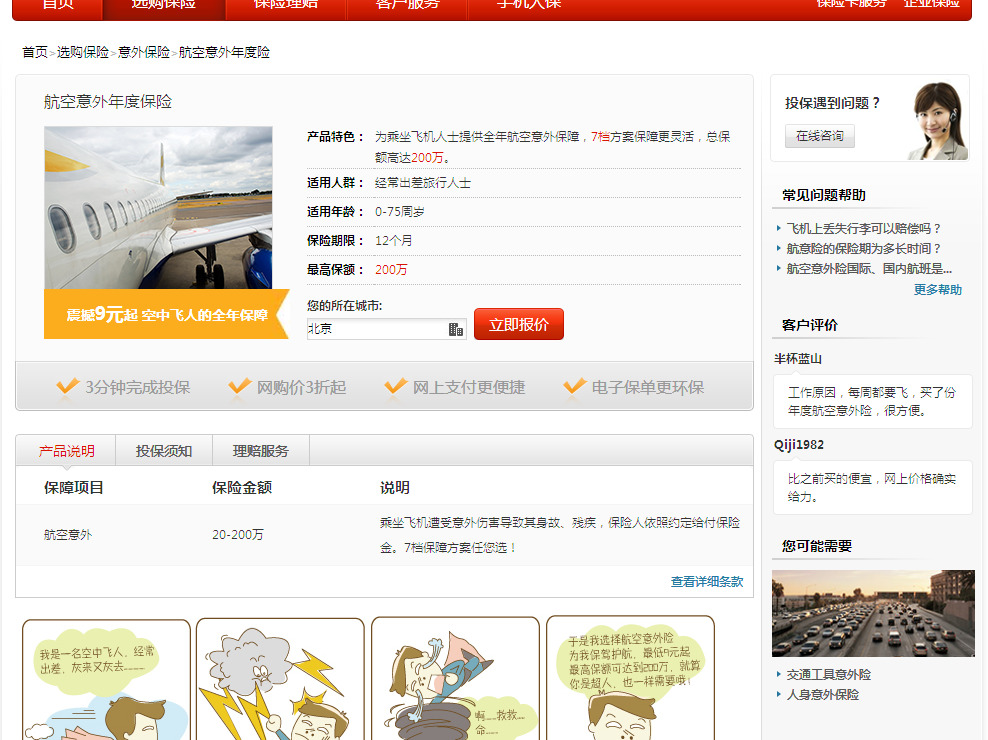 首页 选购保险 保险理赔 客户服务 手机人保 保险卡服务 企业保险
首页>选购保险>意外保险>航空意外年度险
航空意外年度保险
产品特色： 为乘坐飞机人士提供全年航空意外保障，7档方案保障更灵活，总保
额高达200万。
适用人群： 经常出差旅行人士
适用年龄： 0-75周岁
保险期限： 12个月
最高保额： 200万
您的所在城市:
北京
立即报价
震撼9元起 空中飞人的全年保障
3分钟完成投保 网购价3折起 网上支付更便捷 电子保单更环保
产品说明 投保须知 理赔服务
保障项目 保险金额 说明
航空意外 20-200万 乘坐飞机遭受意外伤害导致其身故、残疾，保险人依照约定给付保险
金。7档保障方案任您选！
查看详细条款
我是一名空中飞人，经常
出差，灰来又灰去……
啊……救救…
命…
于是我选择航空意外险
为我保驾护航，最低9元起
最高保额可达到200万，就算
你是超人，也一样需要哦！
投保遇到问题？
在线咨询
常见问题帮助
飞机上丢失行李可以赔偿吗？
航意险的保险期为多长时间？
航空意外险国际、国内航班是...
更多帮助
客户评价
半杯蓝山
工作原因，每周都要飞，买了份
年度航空意外险，很方便。
Qiji1982
比之前买的便宜，网上价格确实
给力。
您可能需要
交通工具意外险
人身意外保险